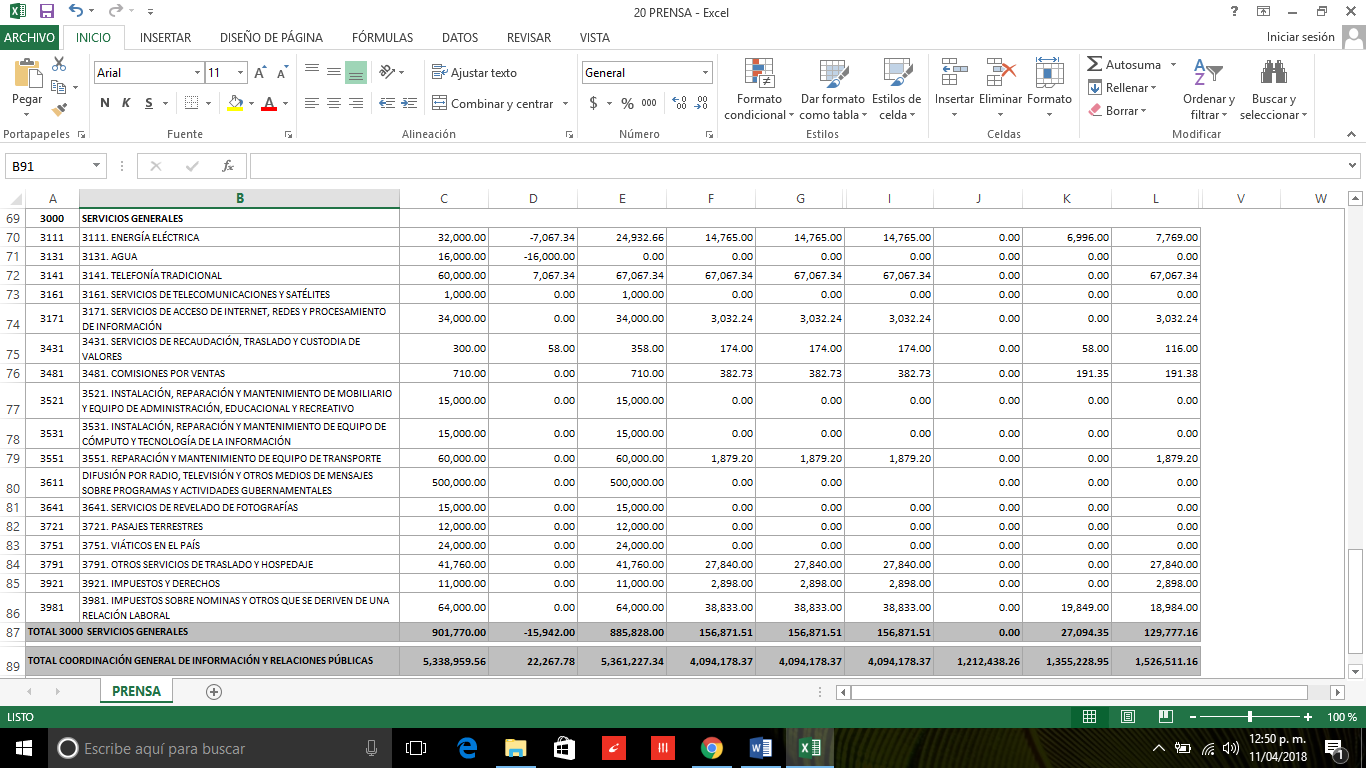 20 PRENSA - Excel
?
ARCHIVO INICIO INSERTAR DISEÑO DE PÁGINA FÓRMULAS DATOS REVISAR VISTA Iniciar sesión
Pegar
Portapapeles
Arial 11 A A
N K S A
Fuente
Ajustar texto
Combinar y centrar
Alineación
General
$ % 000
Número
Formato condicional
Dar formato como tabla
Estilos de celda
Estilos
Insertar Eliminar Formato
Celdas
Autosuma
Rellenar
Borrar
Ordenar y filtrar
Buscar y seleccionar
Modificar
B91 fx
A B C D E F G I J K L V W
69 3000 SERVICIOS GENERALES
70 3111 3111. ENERGÍA ELÉCTRICA 32,000.00 -7,067.34 24,932.66 14,765.00 14,765.00 14,765.00 0.00 6,996.00 7,769.00
71 3131 3131. AGUA 16,000.00 -16,000.00 0.00 0.00 0.00 0.00 0.00 0.00 0.00
72 3141 3141. TELEFONÍA TRADICIONAL 60,000.00 7,067.34 67,067.34 67,067.34 67,067.34 67,067.34 0.00 0.00 67,067.34
73 3161 3161. SERVICIOS DE TELECOMUNICACIONES Y SATÉLITES 1,000.00 0.00 1,000.00 0.00 0.00 0.00 0.00 0.00 0.00
3171. SERVICIOS DE ACCESO DE INTERNET, REDES Y PROCESAMIENTO
74 3171 DE INFORMACIÓN 34,000.00 0.00 34,000.00 3,032.24 3,032.24 3,032.24 0.00 0.00 3,032.24
3431. SERVICIOS DE RECAUDACIÓN, TRASLADO Y CUSTODIA DE
75 3431 VALORES 300.00 58.00 358.00 174.00 174.00 174.00 0.00 58.00 116.00
76 3481 3481. COMISIONES POR VENTAS 710.00 0.00 710.00 382.73 382.73 382.73 0.00 191.35 191.38
3521. INSTALACIÓN, REPARACIÓN Y MANTENIMIENTO DE MOBILIARIO
77 3521 Y EQUIPO DE ADMINISTRACIÓN, EDUCACIONAL Y RECREATIVO 15,000.00 0.00 15,000.00 0.00 0.00 0.00 0.00 0.00 0.00
3531. INSTALACIÓN, REPARACIÓN Y MANTENIMIENTO DE EQUIPO DE
78 3531 CÓMPUTO Y TECNOLOGÍA DE LA INFORMACIÓN 15,000.00 0.00 15,000.00 0.00 0.00 0.00 0.00 0.00 0.00
79 3551 3551. REPARACIÓN Y MANTENIMIENTO DE EQUIPO DE TRANSPORTE 60,000.00 0.00 60,000.00 1,879.20 1,879.20 1,879.20 0.00 0.00 1,879.20
DIFUSIÓN POR RADIO, TELEVISIÓN Y OTROS MEDIOS DE MENSAJES
80 3611 SOBRE PROGRAMAS Y ACTIVIDADES GUBERNAMENTALES 500,000.00 0.00 500,000.00 0.00 0.00 0.00 0.00 0.00
81 3641 3641. SERVICIOS DE REVELADO DE FOTOGRAFÍAS 15,000.00 0.00 15,000.00 0.00 0.00 0.00 0.00 0.00 0.00
82 3721 3721. PASAJES TERRESTRES 12,000.00 0.00 12,000.00 0.00 0.00 0.00 0.00 0.00 0.00
83 3751 3751. VIÁTICOS EN EL PAÍS 24,000.00 0.00 24,000.00 0.00 0.00 0.00 0.00 0.00 0.00
84 3791 3791. OTROS SERVICIOS DE TRASLADO Y HOSPEDAJE 41,760.00 0.00 41,760.00 27,840.00 27,840.00 27,840.00 0.00 0.00 27,840.00
85 3921 3921. IMPUESTOS Y DERECHOS 11,000.00 0.00 11,000.00 2,898.00 2,898.00 2,898.00 0.00 0.00 2,898.00
3981. IMPUESTOS SOBRE NOMINAS Y OTROS QUE SE DERIVEN DE UNA
86 3981 RELACIÓN LABORAL 64,000.00 0.00 64,000.00 38,833.00 38,833.00 38,833.00 0.00 19,849.00 18,984.00
87 TOTAL 3000 SERVICIOS GENERALES 901,770.00 -15,942.00 885,828.00 156,871.51 156,871.51 156,871.51 0.00 27,094.35 129,777.16
89 TOTAL COORDINACIÓN GENERAL DE INFORMACIÓN Y RELACIONES PÚBLICAS 5,338,959.56 22,267.78 5,361,227.34 4,094,178.37 4,094,178.37 4,094,178.37 1,212,438.26 1,355,228.95 1,526,511.16
PRENSA
LISTO 100 %
Escribe aquí para buscar
12:50 p. m.
11/04/2018
1